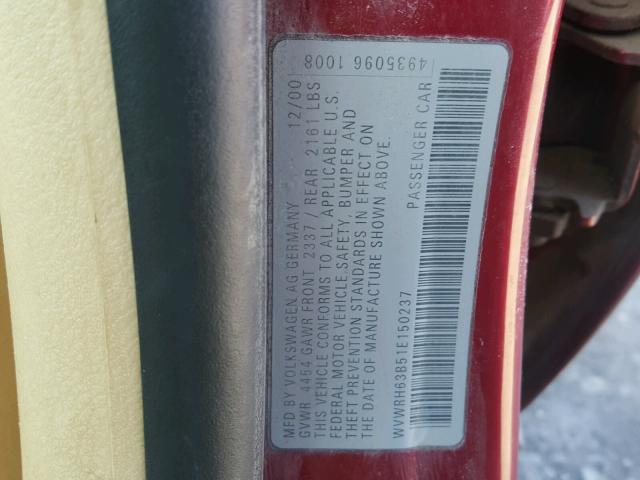 4935096 1008
MFD BY VOLKSWAGEN AG GERMANY 12/00
GVWR 4454 GAWR FRONT 2337 / REAR 2161 LBS
THIS VEHICLE CONFORMS TO ALL APPLICABLE U.S.
FEDERAL MOTOR VEHICLE SAFETY, BUMPER AND
THEFT PREVENTION STANDARDS IN EFFECT ON
DATE OF MANUFACTURE SHOWN ABOVE.
WVWRH63B51E150237 PASSENGER CAR